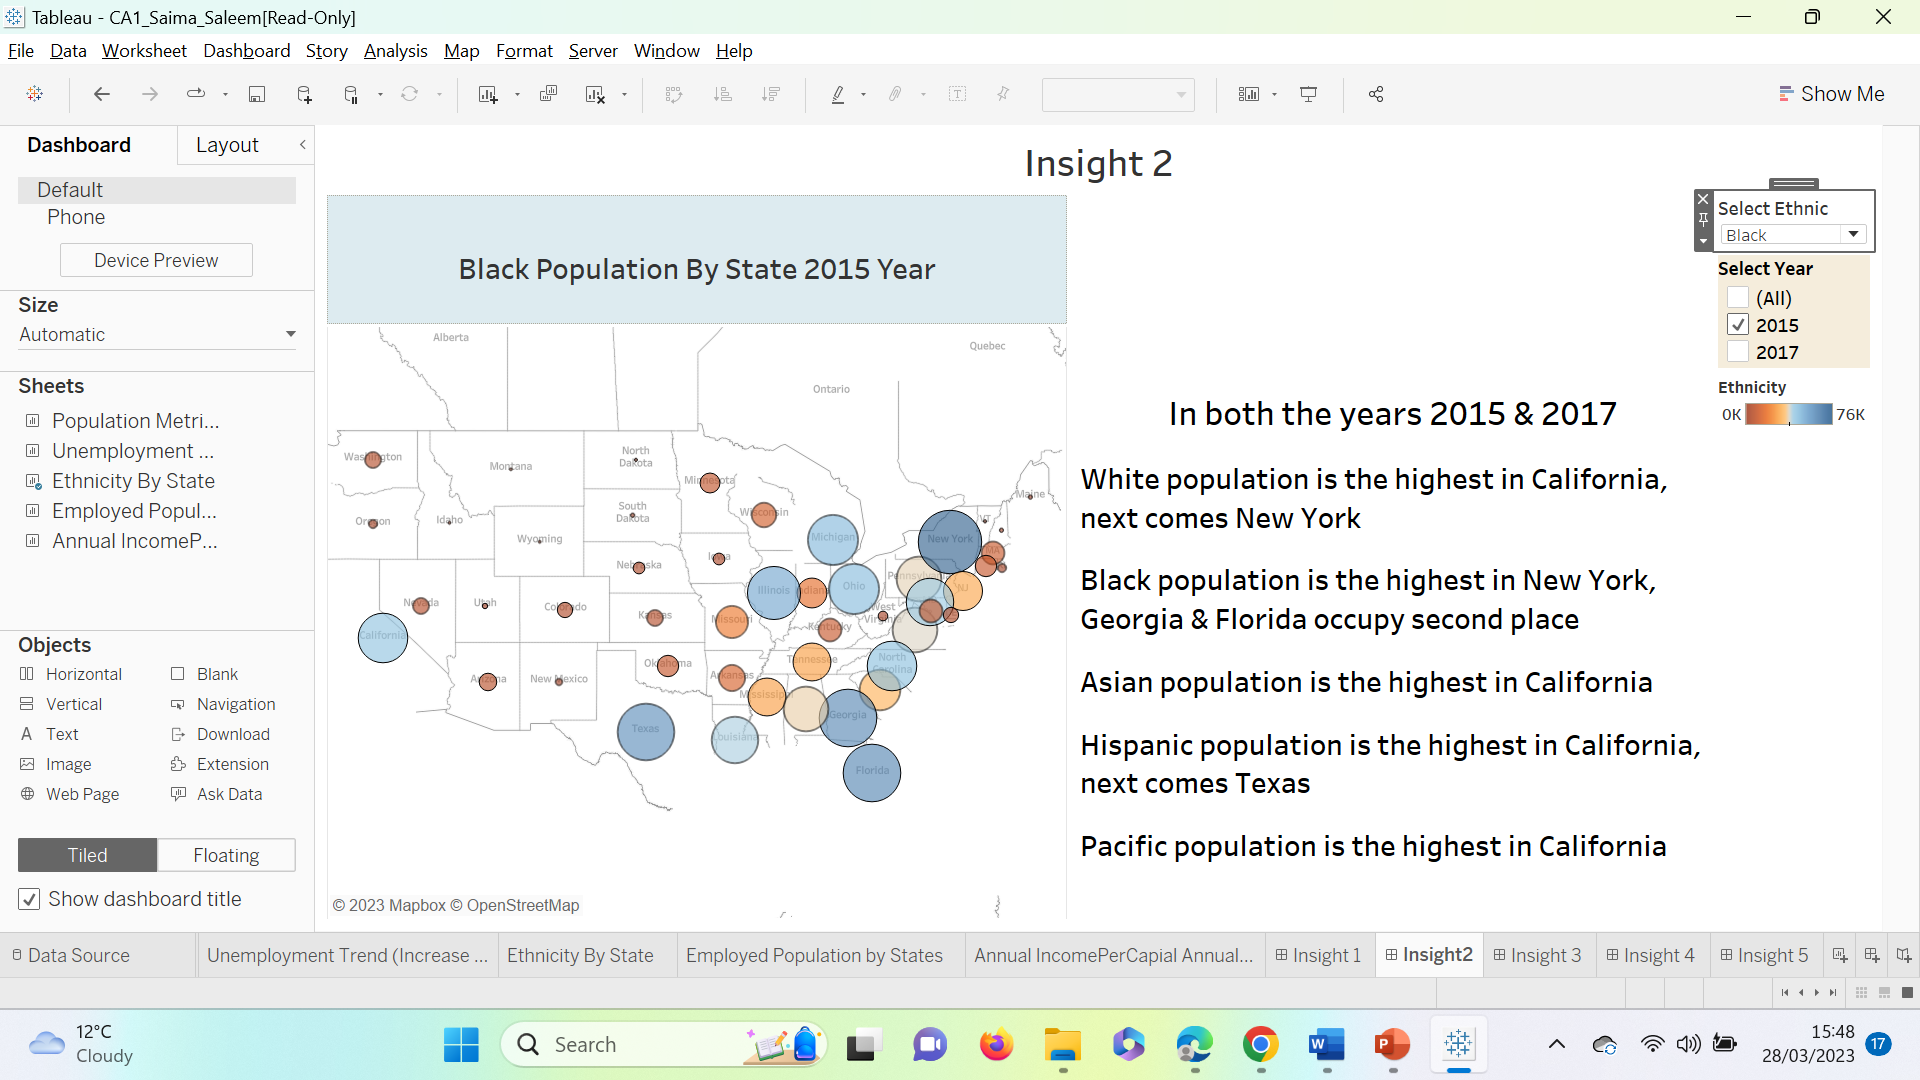 Tableau - CA1_Saima_Saleem[Read-Only]
File Data Worksheet Dashboard Story Analysis Map Format Server Window Help
Show Me
Dashboard Layout
Default
Phone
Device Preview
Size
Automatic
Sheets
Population Metri...
Unemployment ...
Ethnicity By State
Employed Popul...
Annual IncomeP...
Objects
Horizontal Blank
Vertical Navigation
Text Download
Image Extension
Web Page Ask Data
Tiled Floating
Show dashboard title
Insight 2
Black Population By State 2015 Year
Alberta
Quebec
Ontario
Washington
Montana
North
Dakota
Minnesota
Maine
Oregon
Idaho
South
Dakota
Wisconsin
VT
Wyoming
Michigan
New York
MA
Nebraska
Iowa
Pennsylvania
Nevada
Utah
Colorado
Illinois
Indiana
Ohio
NJ
West
Virginia
California
Kansas
Missouri
Kentucky
Oklahoma
Tennessee
North
Carolina
Arizona
New Mexico
Arkansas
Mississippi
Texas
Louisiana
Georgia
Florida
© 2023 Mapbox © OpenStreetMap
In both the years 2015 & 2017
White population is the highest in California,
next comes New York
Black population is the highest in New York,
Georgia & Florida occupy second place
Asian population is the highest in California
Hispanic population is the highest in California,
next comes Texas
Pacific population is the highest in California
Select Ethnic
Black
Select Year
(All)
2015
2017
Ethnicity
0K 76K
Data Source Unemployment Trend (Increase ... Ethnicity By State Employed Population by States Annual IncomePerCapial Annual... Insight 1 Insight2 Insight 3 Insight 4 Insight 5
12°C
Cloudy
Search
15:48
28/03/2023
17